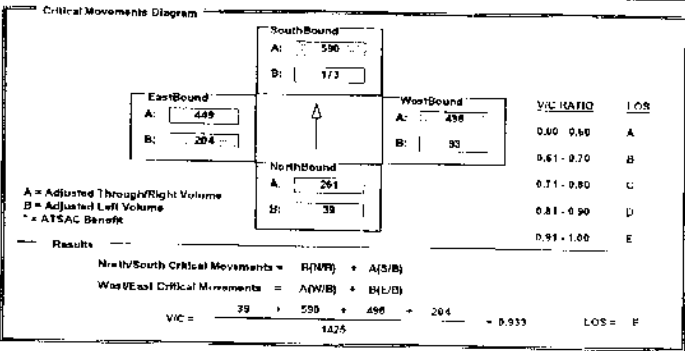 Critical Movements Diagram
SouthBound
A: 590
B: 173
EastBound
A: 449
B: 204
WestBound
A: 498
B: 93
NorthBound
A: 261
B: 39
V/C RATIO LOS
0.00 - 0.60 A
0.61 - 0.70 B
0.71 - 0.80 C
0.81 - 0.90 D
0.91 - 1.00 E
A = Adjusted Through/Right Volume
B = Adjusted Left Volume
* = ATSAC Benefit
Results
North/South Critical Movements = B(N/B) + A(S/B)
West/East Critical Movements = A(W/B) + B(E/B)
V/C = 39 + 590 + 498 + 204
1425
= 0.933 LOS =